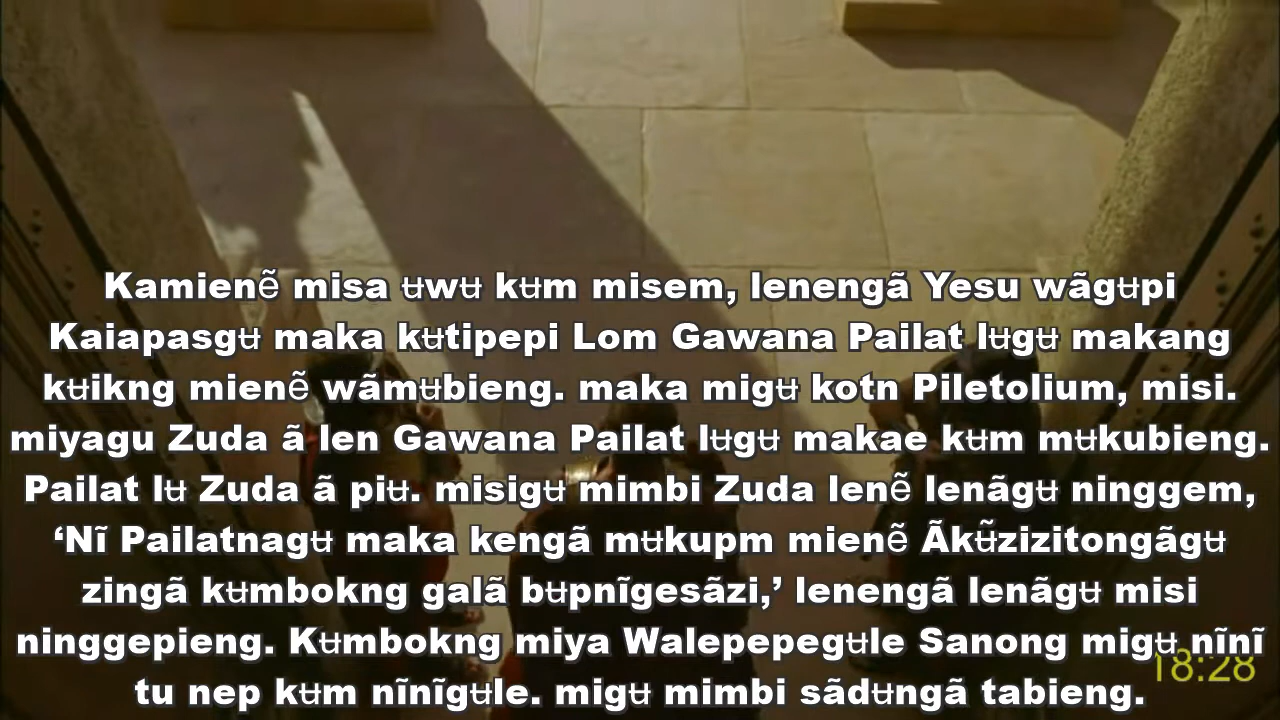 Kamienẽ misa ʉwʉ kʉm misem, lenengã Yesu wãgʉpi
Kaiapasgʉ maka kʉtipepi Lom Gawana Pailat lʉgʉ makang
kʉikng mienẽ wãmʉbieng. maka migʉ kotn Piletolium, misi.
miyagu Zuda ã len Gawana Pailat lʉgʉ makae kʉm mʉkubieng.
Pailat lʉ Zuda ã piʉ. misigʉ mimbi Zuda lenẽ lenãgʉ ninggem,
‘Nĩ Pailatnagʉ maka kengã mʉkupm mienẽ Ãkʉ̃zizitongãgʉ
zingã kʉmbokng galã bʉpnĩgesãzi,’ lenengã lenãgʉ misi
ninggepieng. Kʉmbokng miya Walepepegʉle Sanong migʉ nĩnĩ
tu nep kʉm nĩnĩgʉle. migʉ mimbi sãdʉngã tabieng.
18:28